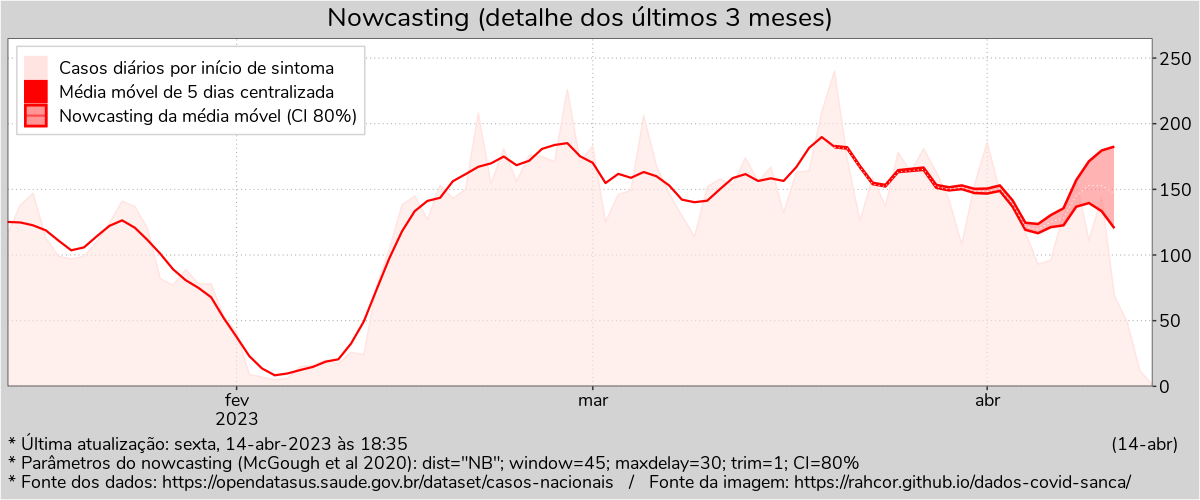 Nowcasting (detalhe dos últimos 3 meses)
Casos diários por início de sintoma
Média móvel de 5 dias centralizada
Nowcasting da média móvel (CI 80%)
250
200
150
100
50
0
fev
2023
mar
abr
* Última atualização: sexta, 14-abr-2023 às 18:35
(14-abr)
* Parâmetros do nowcasting (McGough et al 2020): dist="NB"; window=45; maxdelay=30; trim=1; CI=80%
* Fonte dos dados: https://opendatasus.saude.gov.br/dataset/casos-nacionais / Fonte da imagem: https://rahcor.github.io/dados-covid-sanca/